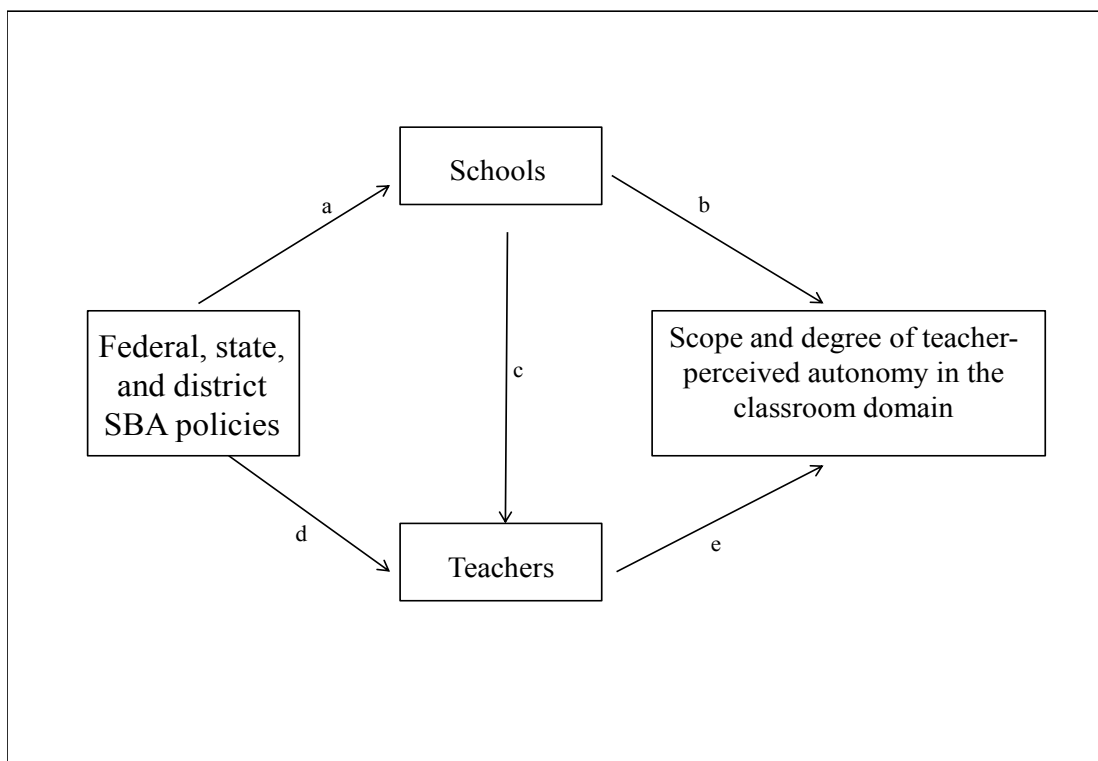 Schools
a
b
Federal, state,
and district
SBA policies
Scope and degree of teacher-
perceived autonomy in the
classroom domain
c
d
Teachers
e